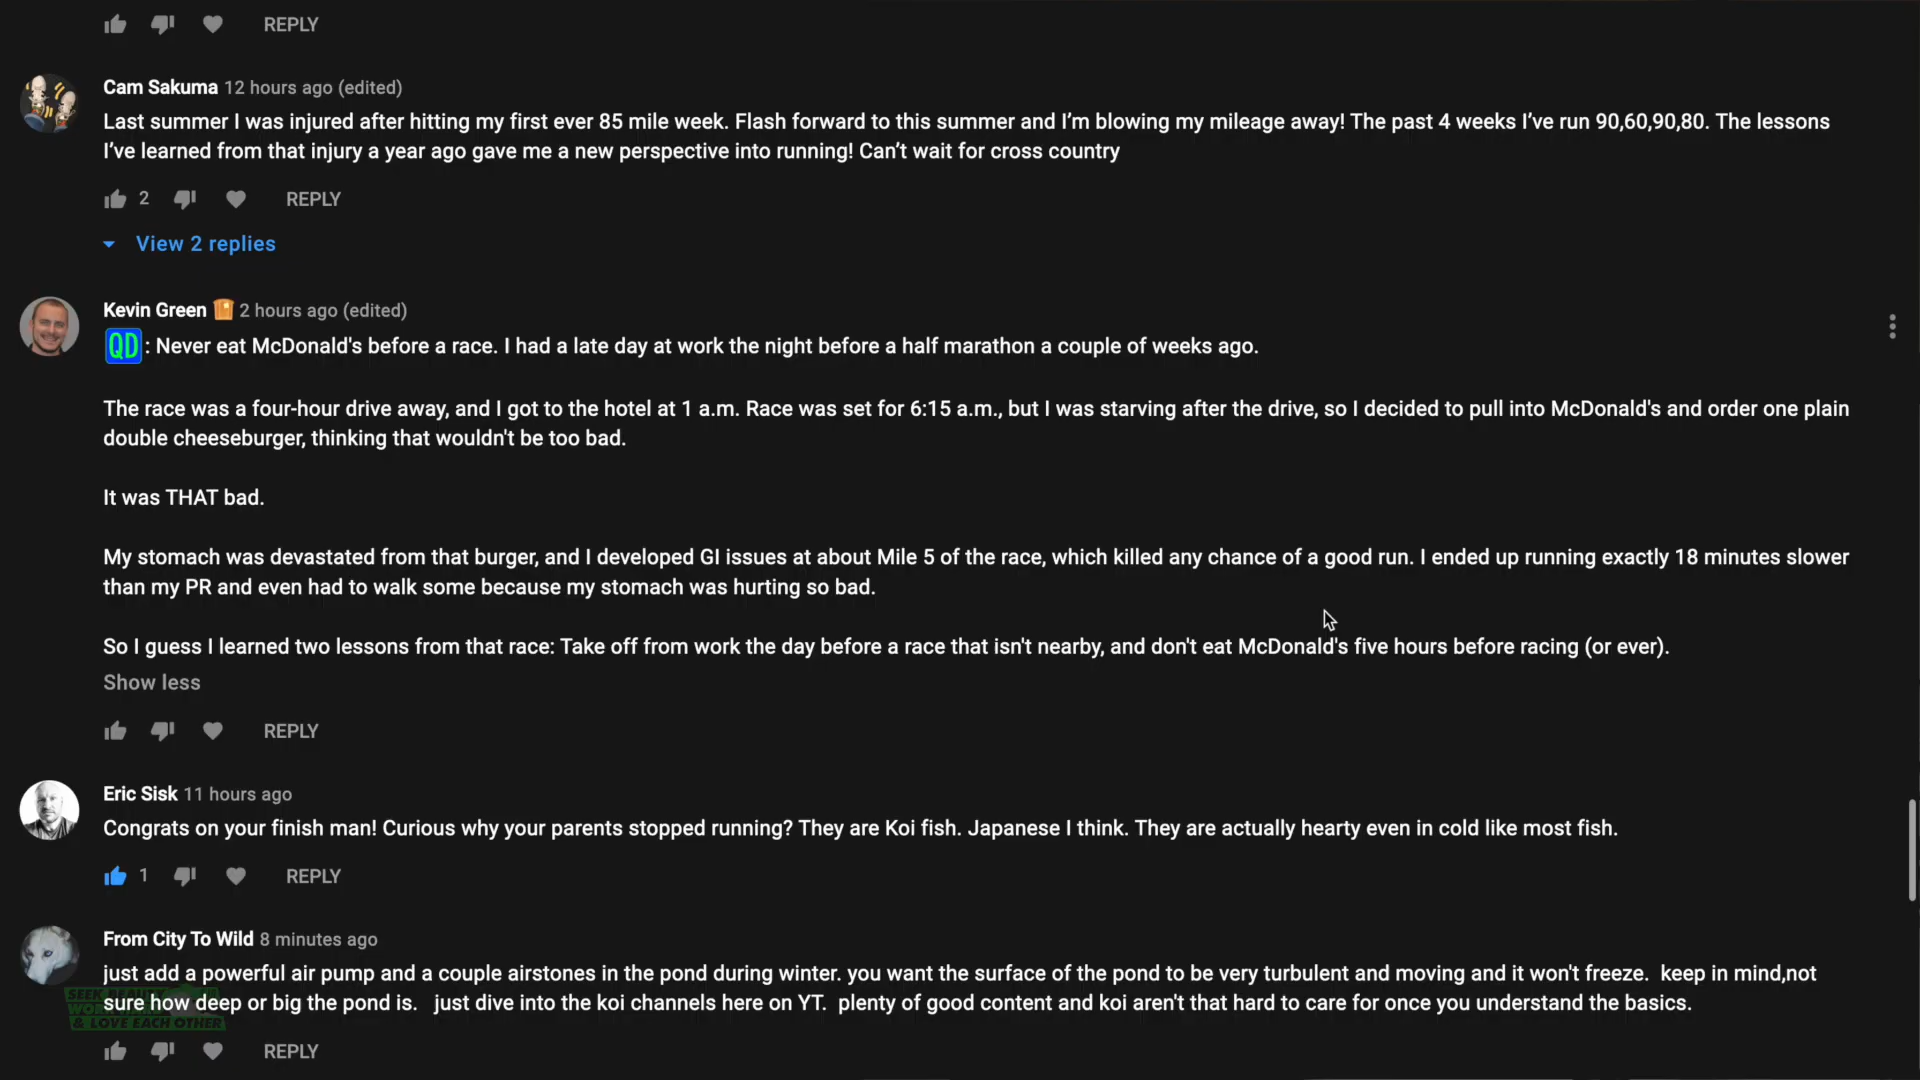 REPLY
Cam Sakuma 12 hours ago (edited)
Last summer I was injured after hitting my first ever 85 mile week. Flash forward to this summer and I’m blowing my mileage away! The past 4 weeks I’ve run 90,60,90,80. The lessons
I’ve learned from that injury a year ago gave me a new perspective into running! Can’t wait for cross country
2 REPLY
View 2 replies
Kevin Green 2 hours ago (edited)
QD : Never eat McDonald's before a race. I had a late day at work the night before a half marathon a couple of weeks ago.
The race was a four-hour drive away, and I got to the hotel at 1 a.m. Race was set for 6:15 a.m., but I was starving after the drive, so I decided to pull into McDonald's and order one plain
double cheeseburger, thinking that wouldn't be too bad.
It was THAT bad.
My stomach was devastated from that burger, and I developed GI issues at about Mile 5 of the race, which killed any chance of a good run. I ended up running exactly 18 minutes slower
than my PR and even had to walk some because my stomach was hurting so bad.
So I guess I learned two lessons from that race: Take off from work the day before a race that isn't nearby, and don't eat McDonald's five hours before racing (or ever).
Show less
REPLY
Eric Sisk 11 hours ago
Congrats on your finish man! Curious why your parents stopped running? They are Koi fish. Japanese I think. They are actually hearty even in cold like most fish.
1 REPLY
From City To Wild 8 minutes ago
just add a powerful air pump and a couple airstones in the pond during winter. you want the surface of the pond to be very turbulent and moving and it won't freeze.  keep in mind,not
sure how deep or big the pond is.   just dive into the koi channels here on YT.  plenty of good content and koi aren't that hard to care for once you understand the basics.
SEEK BEAUTY
WORK HARD
& LOVE EACH OTHER
REPLY